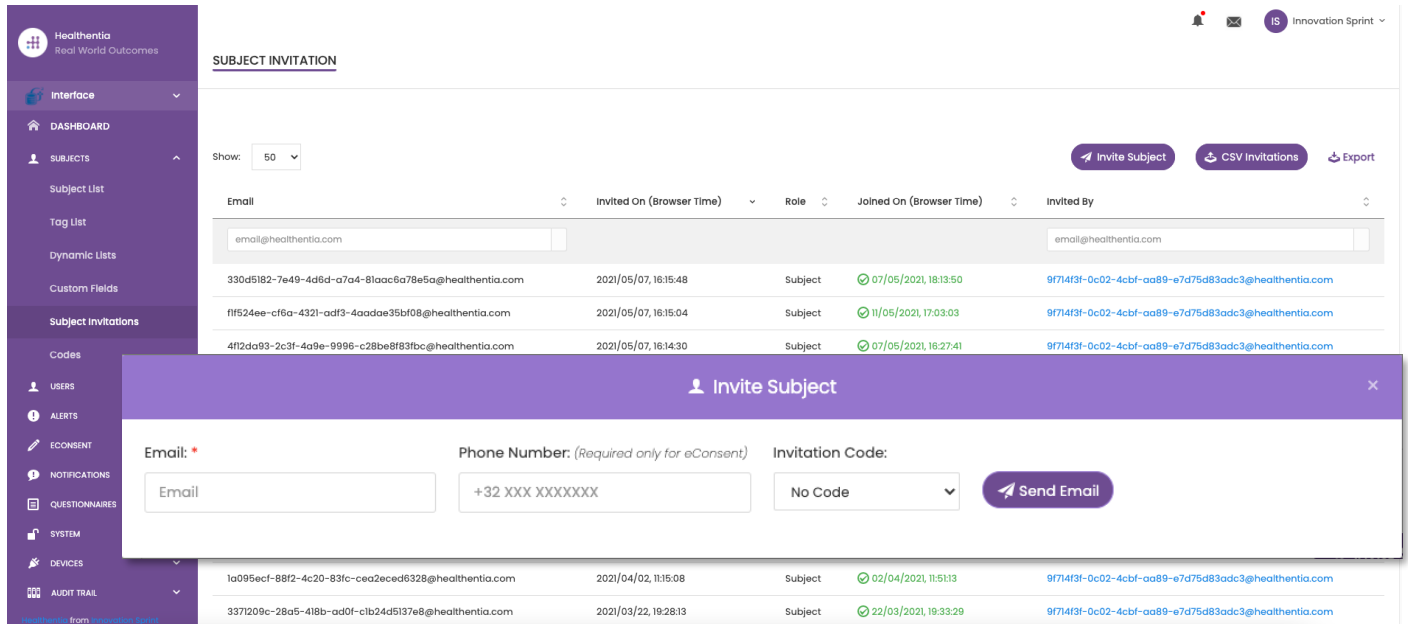 Healthentia
Real World Outcomes
Interface
DASHBOARD
SUBJECTS
Subject List
Tag List
Dynamic Lists
Custom Fields
Subject Invitations
Codes
USERS
ALERTS
ECONSENT
NOTIFICATIONS
QUESTIONNAIRES
SYSTEM
DEVICES
AUDIT TRAIL
Healthentia from Innovation Sprint
IS Innovation Sprint
SUBJECT INVITATION
Show: 50
Invite Subject CSV Invitations Export
Email Invited On (Browser Time) Role Joined On (Browser Time) Invited By
email@healthentia.com email@healthentia.com
330d5182-7e49-4d6d-a7a4-81aac6a78e5a@healthentia.com 2021/05/07, 16:15:48 Subject 07/05/2021, 18:13:50 9f714f3f-0c02-4cbf-aa89-e7d75d83adc3@healthentia.com
f1f524ee-cf6a-4321-adf3-4aadae35bf08@healthentia.com 2021/05/07, 16:15:04 Subject 11/05/2021, 17:03:03 9f714f3f-0c02-4cbf-aa89-e7d75d83adc3@healthentia.com
4f12da93-2c3f-4a9e-9996-c28be8f83fbc@healthentia.com 2021/05/07, 16:14:30 Subject 07/05/2021, 16:27:41 9f714f3f-0c02-4cbf-aa89-e7d75d83adc3@healthentia.com
Invite Subject ×
Email: * Phone Number: (Required only for eConsent) Invitation Code:
Email +32 XXX XXXXXXX No Code Send Email
1a095ecf-88f2-4c20-83fc-cea2eced6328@healthentia.com 2021/04/02, 11:15:08 Subject 02/04/2021, 11:51:13 9f714f3f-0c02-4cbf-aa89-e7d75d83adc3@healthentia.com
3371209c-28a5-418b-ad0f-c1b24d5137e8@healthentia.com 2021/03/22, 19:28:13 Subject 22/03/2021, 19:33:29 9f714f3f-0c02-4cbf-aa89-e7d75d83adc3@healthentia.com